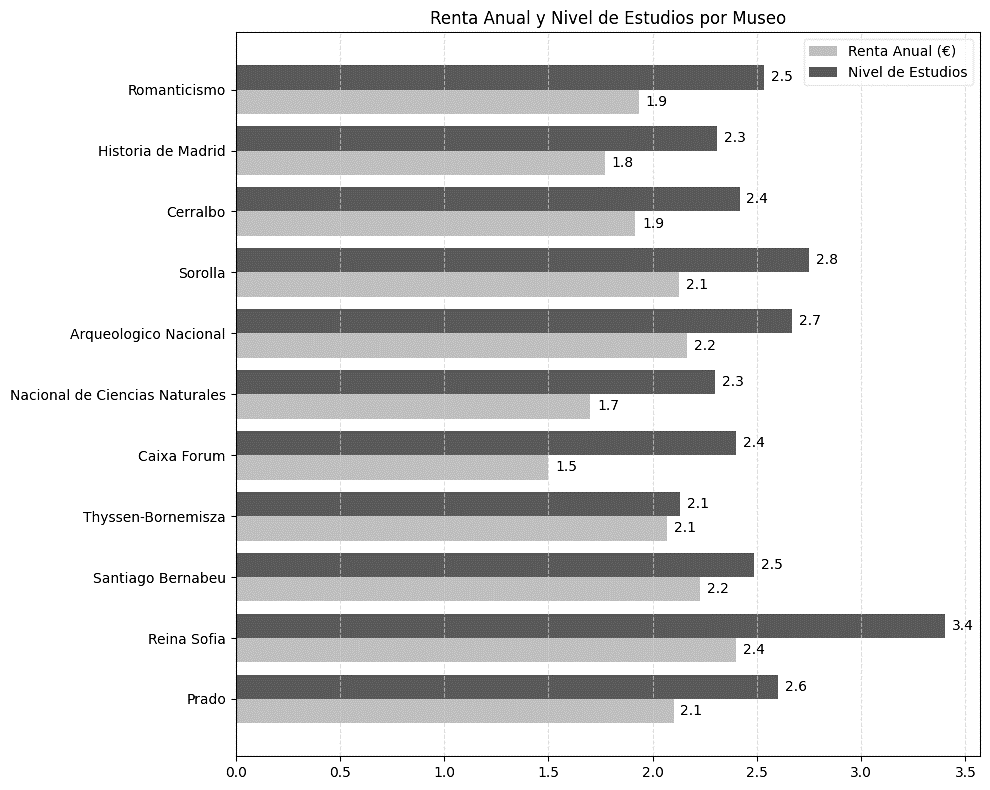 Renta Anual y Nivel de Estudios por Museo
Renta Anual (€)
Nivel de Estudios
Romanticismo 2.5
1.9
Historia de Madrid 2.3
1.8
Cerralbo 2.4
1.9
Sorolla 2.8
2.1
Arqueologico Nacional 2.7
2.2
Nacional de Ciencias Naturales 2.3
1.7
Caixa Forum 2.4
1.5
Thyssen-Bornemisza 2.1
2.1
Santiago Bernabeu 2.5
2.2
Reina Sofia 3.4
2.4
Prado 2.6
2.1
0.0 0.5 1.0 1.5 2.0 2.5 3.0 3.5